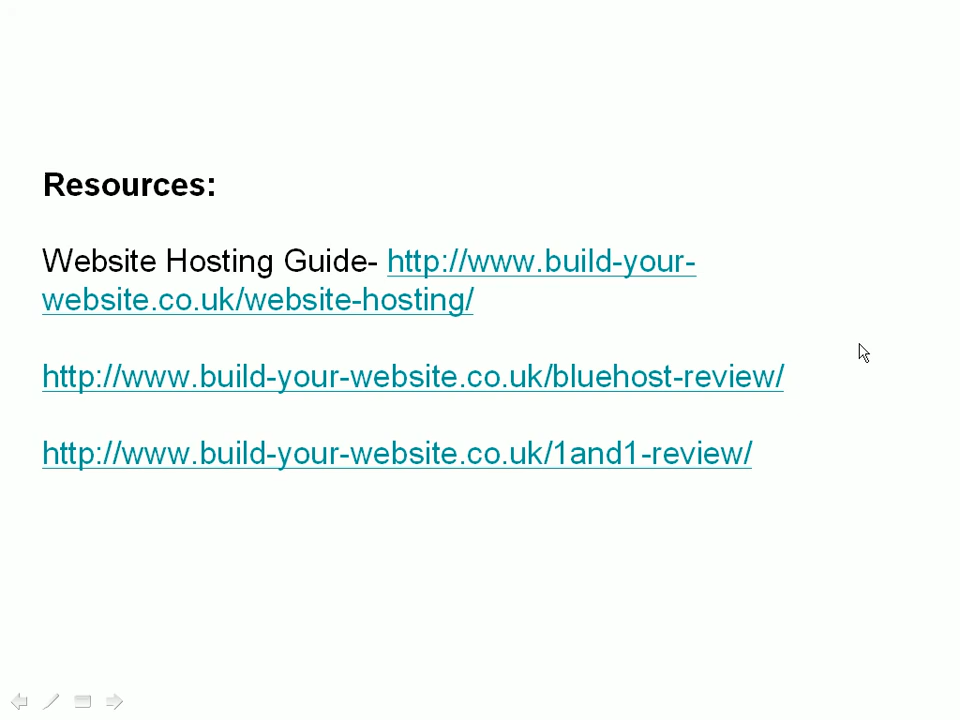 Resources:
Website Hosting Guide- http://www.build-your-
website.co.uk/website-hosting/
http://www.build-your-website.co.uk/bluehost-review/
http://www.build-your-website.co.uk/1and1-review/